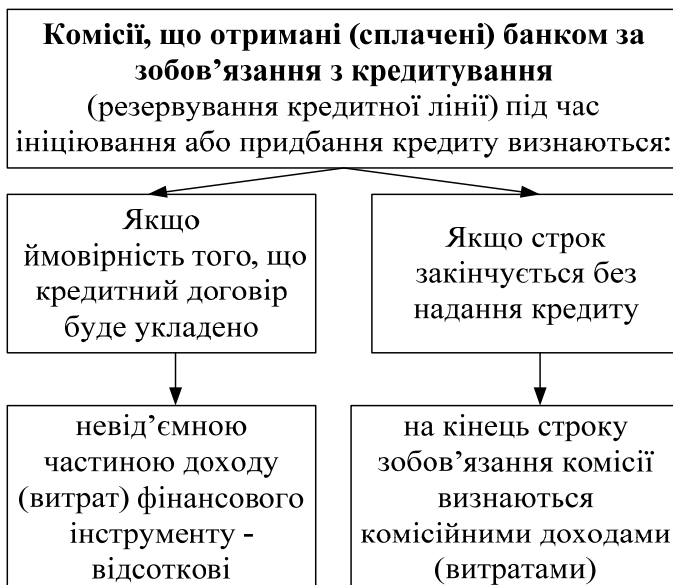 Комісії, що отримані (сплачені) банком за
зобов’язання з кредитування
(резервування кредитної лінії) під час
ініціювання або придбання кредиту визнаються:
Якщо
ймовірність того, що
кредитний договір
буде укладено
Якщо строк
закінчується без
надання кредиту
невід’ємною
частиною доходу
(витрат) фінансового
інструменту -
відсоткові
на кінець строку
зобов’язання комісії
визнаються
комісійними доходами
(витратами)